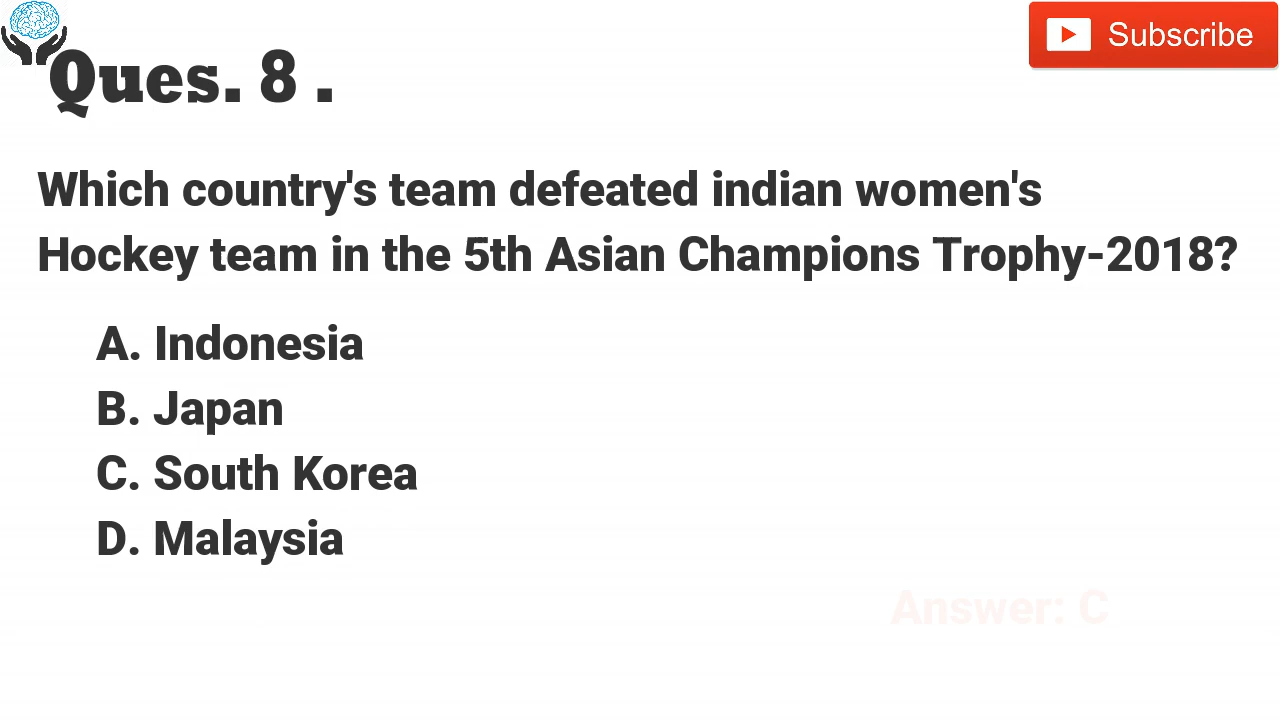 Subscribe
Ques. 8 .
Which country's team defeated indian women's
Hockey team in the 5th Asian Champions Trophy-2018?
A. Indonesia
B. Japan
C. South Korea
D. Malaysia
Answer: C